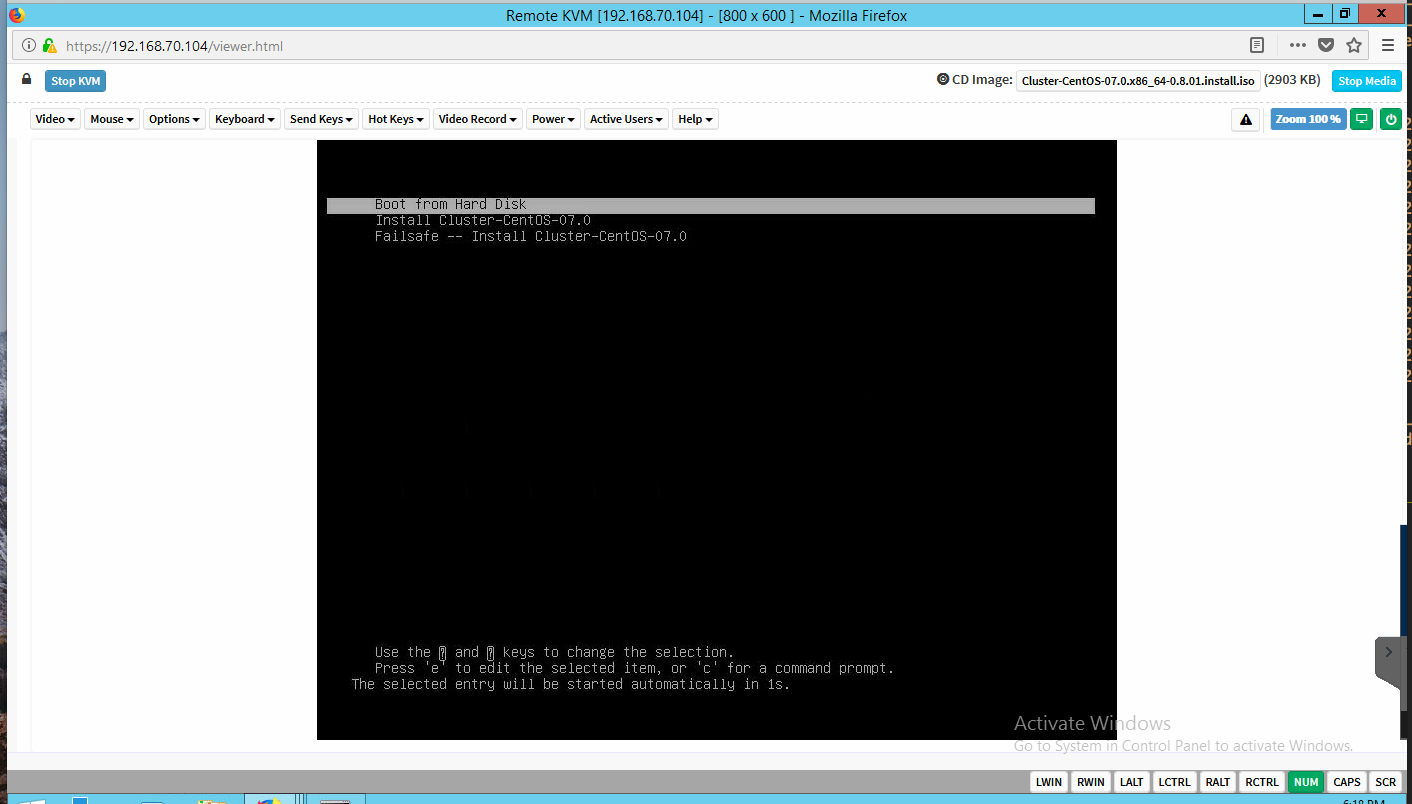 Remote KVM [192.168.70.104] - [800 x 600 ] - Mozilla Firefox
https://192.168.70.104/viewer.html
Stop KVM
CD Image: Cluster-CentOS-07.0.x86_64-0.8.01.install.iso (2903 KB) Stop Media
Video Mouse Options Keyboard Send Keys Hot Keys Video Record Power Active Users Help Zoom 100 %
Boot from Hard Disk
Install Cluster-CentOS-07.0
Failsafe -- Install Cluster-CentOS-07.0
Use the and keys to change the selection.
Press 'e' to edit the selected item, or 'c' for a command prompt.
The selected entry will be started automatically in 1s.
Activate Windows
Go to System in Control Panel to activate Windows.
LWIN RWIN LALT LCTRL RALT RCTRL NUM CAPS SCR